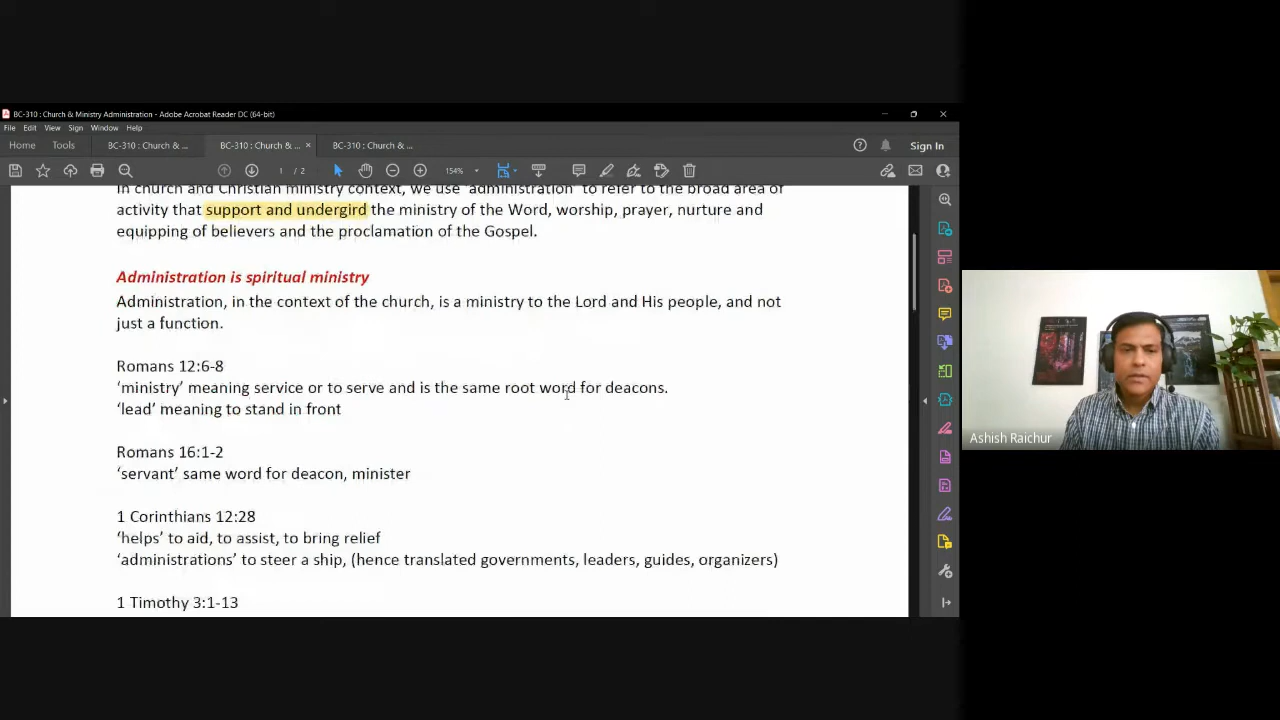 BC-310 : Church & Ministry Administration - Adobe Acrobat Reader DC (64-bit)
File Edit View Sign Window Help
Home Tools BC-310 : Church & ... BC-310 : Church & ... × BC-310 : Church & ... Sign In
1 / 2 154%
In church and Christian ministry context, we use ‘administration’ to refer to the broad area of
activity that support and undergird the ministry of the Word, worship, prayer, nurture and
equipping of believers and the proclamation of the Gospel.
Administration is spiritual ministry
Administration, in the context of the church, is a ministry to the Lord and His people, and not
just a function.
Romans 12:6-8
‘ministry’ meaning service or to serve and is the same root word for deacons.
‘lead’ meaning to stand in front
Romans 16:1-2
‘servant’ same word for deacon, minister
1 Corinthians 12:28
‘helps’ to aid, to assist, to bring relief
‘administrations’ to steer a ship, (hence translated governments, leaders, guides, organizers)
1 Timothy 3:1-13
Ashish Raichur